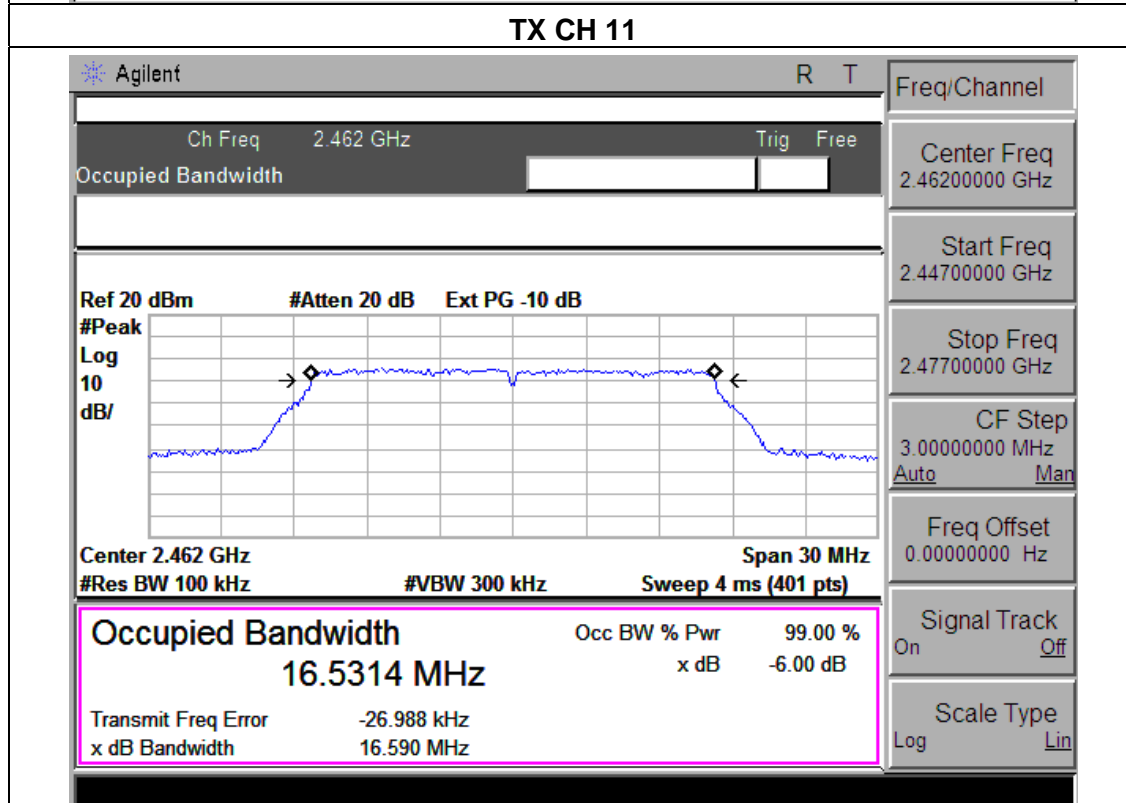 TX CH 11
Agilent R T
Ch Freq 2.462 GHz Trig Free
Occupied Bandwidth
Ref 20 dBm #Atten 20 dB Ext PG -10 dB
#Peak
Log
10
dB/
Center 2.462 GHz Span 30 MHz
#Res BW 100 kHz #VBW 300 kHz Sweep 4 ms (401 pts)
Occupied Bandwidth Occ BW % Pwr 99.00 %
16.5314 MHz x dB -6.00 dB
Transmit Freq Error -26.988 kHz
x dB Bandwidth 16.590 MHz
Freq/Channel
Center Freq
2.46200000 GHz
Start Freq
2.44700000 GHz
Stop Freq
2.47700000 GHz
CF Step
3.00000000 MHz
Auto Man
Freq Offset
0.00000000 Hz
Signal Track
On Off
Scale Type
Log Lin